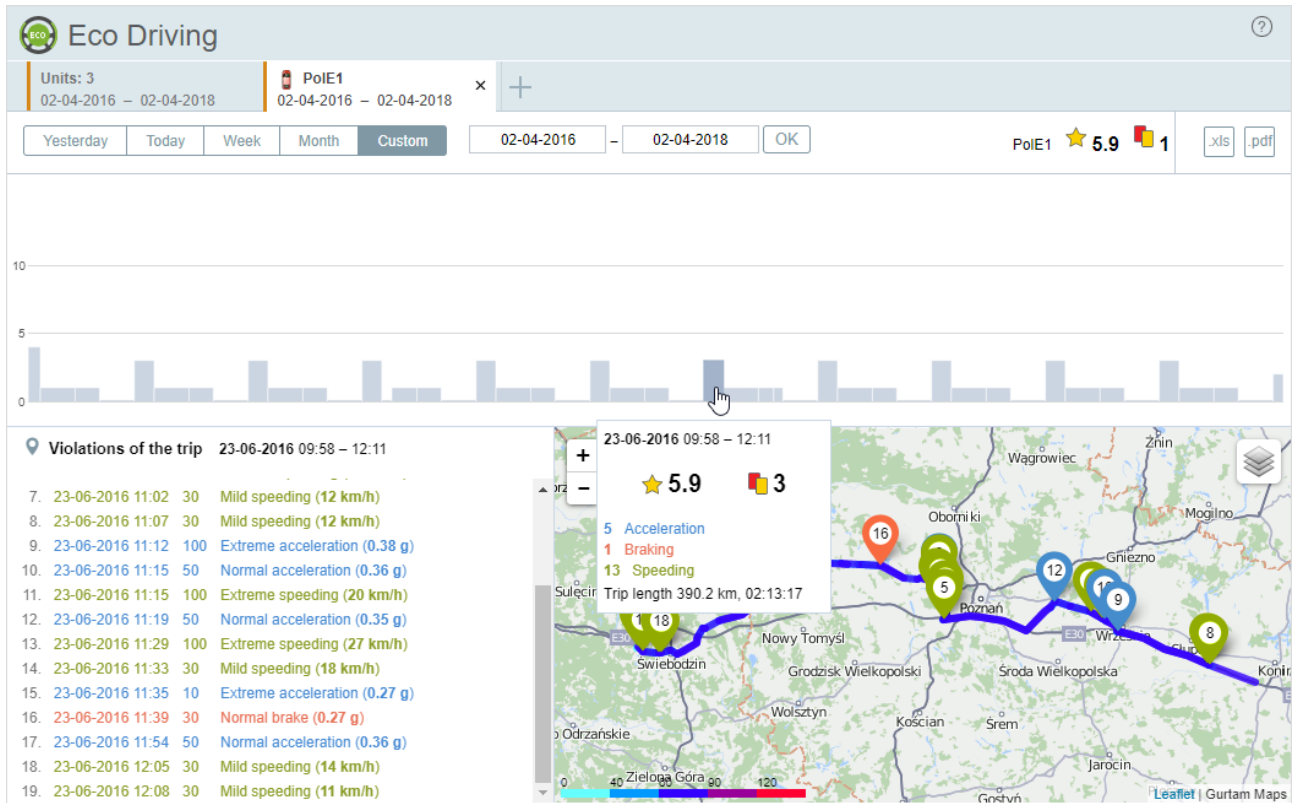 ECO Eco Driving ?
Units: 3
02-04-2016 – 02-04-2018
PolE1
02-04-2016 – 02-04-2018
× +
Yesterday Today Week Month Custom 02-04-2016 – 02-04-2018 OK PolE1 5.9 1 .xls .pdf
10
5
0
Violations of the trip 23-06-2016 09:58 – 12:11
7. 23-06-2016 11:02 30 Mild speeding (12 km/h)
8. 23-06-2016 11:07 30 Mild speeding (12 km/h)
9. 23-06-2016 11:12 100 Extreme acceleration (0.38 g)
10. 23-06-2016 11:15 50 Normal acceleration (0.36 g)
11. 23-06-2016 11:15 100 Extreme speeding (20 km/h)
12. 23-06-2016 11:19 50 Normal acceleration (0.35 g)
13. 23-06-2016 11:29 100 Extreme speeding (27 km/h)
14. 23-06-2016 11:33 30 Mild speeding (18 km/h)
15. 23-06-2016 11:35 10 Extreme acceleration (0.27 g)
16. 23-06-2016 11:39 30 Normal brake (0.27 g)
17. 23-06-2016 11:54 50 Normal acceleration (0.36 g)
18. 23-06-2016 12:05 30 Mild speeding (14 km/h)
19. 23-06-2016 12:08 30 Mild speeding (11 km/h)
+
–
23-06-2016 09:58 – 12:11
5.9 3
5 Acceleration
1 Braking
13 Speeding
Trip length 390.2 km, 02:13:17
Żnin
Wągrowiec
Mogilno
Oborniki
16
Gniezno
12
5
9
Poznań
18
8
E30
E30
Nowy Tomyśl
Świebodzin
Grodzisk Wielkopolski
Środa Wielkopolska
Wolsztyn
Kościan
Śrem
Odrzańskie
Jarocin
Zielona Góra
0 40 60 90 120
Gostyń
Leaflet | Gurtam Maps